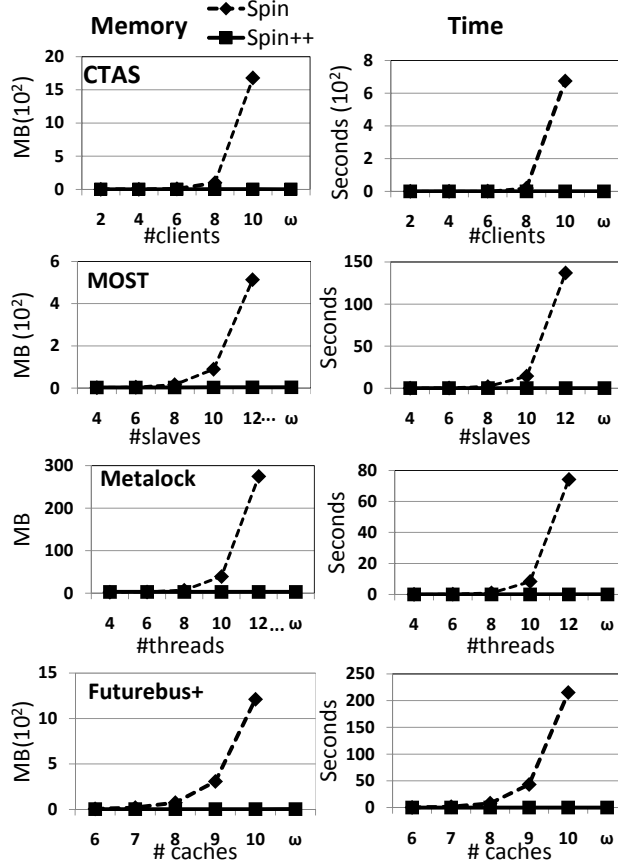 Memory
Spin
Spin++
Time
CTAS
MB(10²)
20
15
10
5
0
2 4 6 8 10 ω
#clients
Seconds (10²)
8
6
4
2
0
2 4 6 8 10 ω
#clients
MOST
MB (10²)
6
4
2
0
4 6 8 10 12... ω
#slaves
Seconds
150
100
50
0
4 6 8 10 12 ω
#slaves
Metalock
MB
300
200
100
0
4 6 8 10 12... ω
#threads
Seconds
80
60
40
20
0
4 6 8 10 12 ω
#threads
Futurebus+
MB(10²)
15
10
5
0
6 7 8 9 10 ω
# caches
Seconds
250
200
150
100
50
0
6 7 8 9 10 ω
# caches